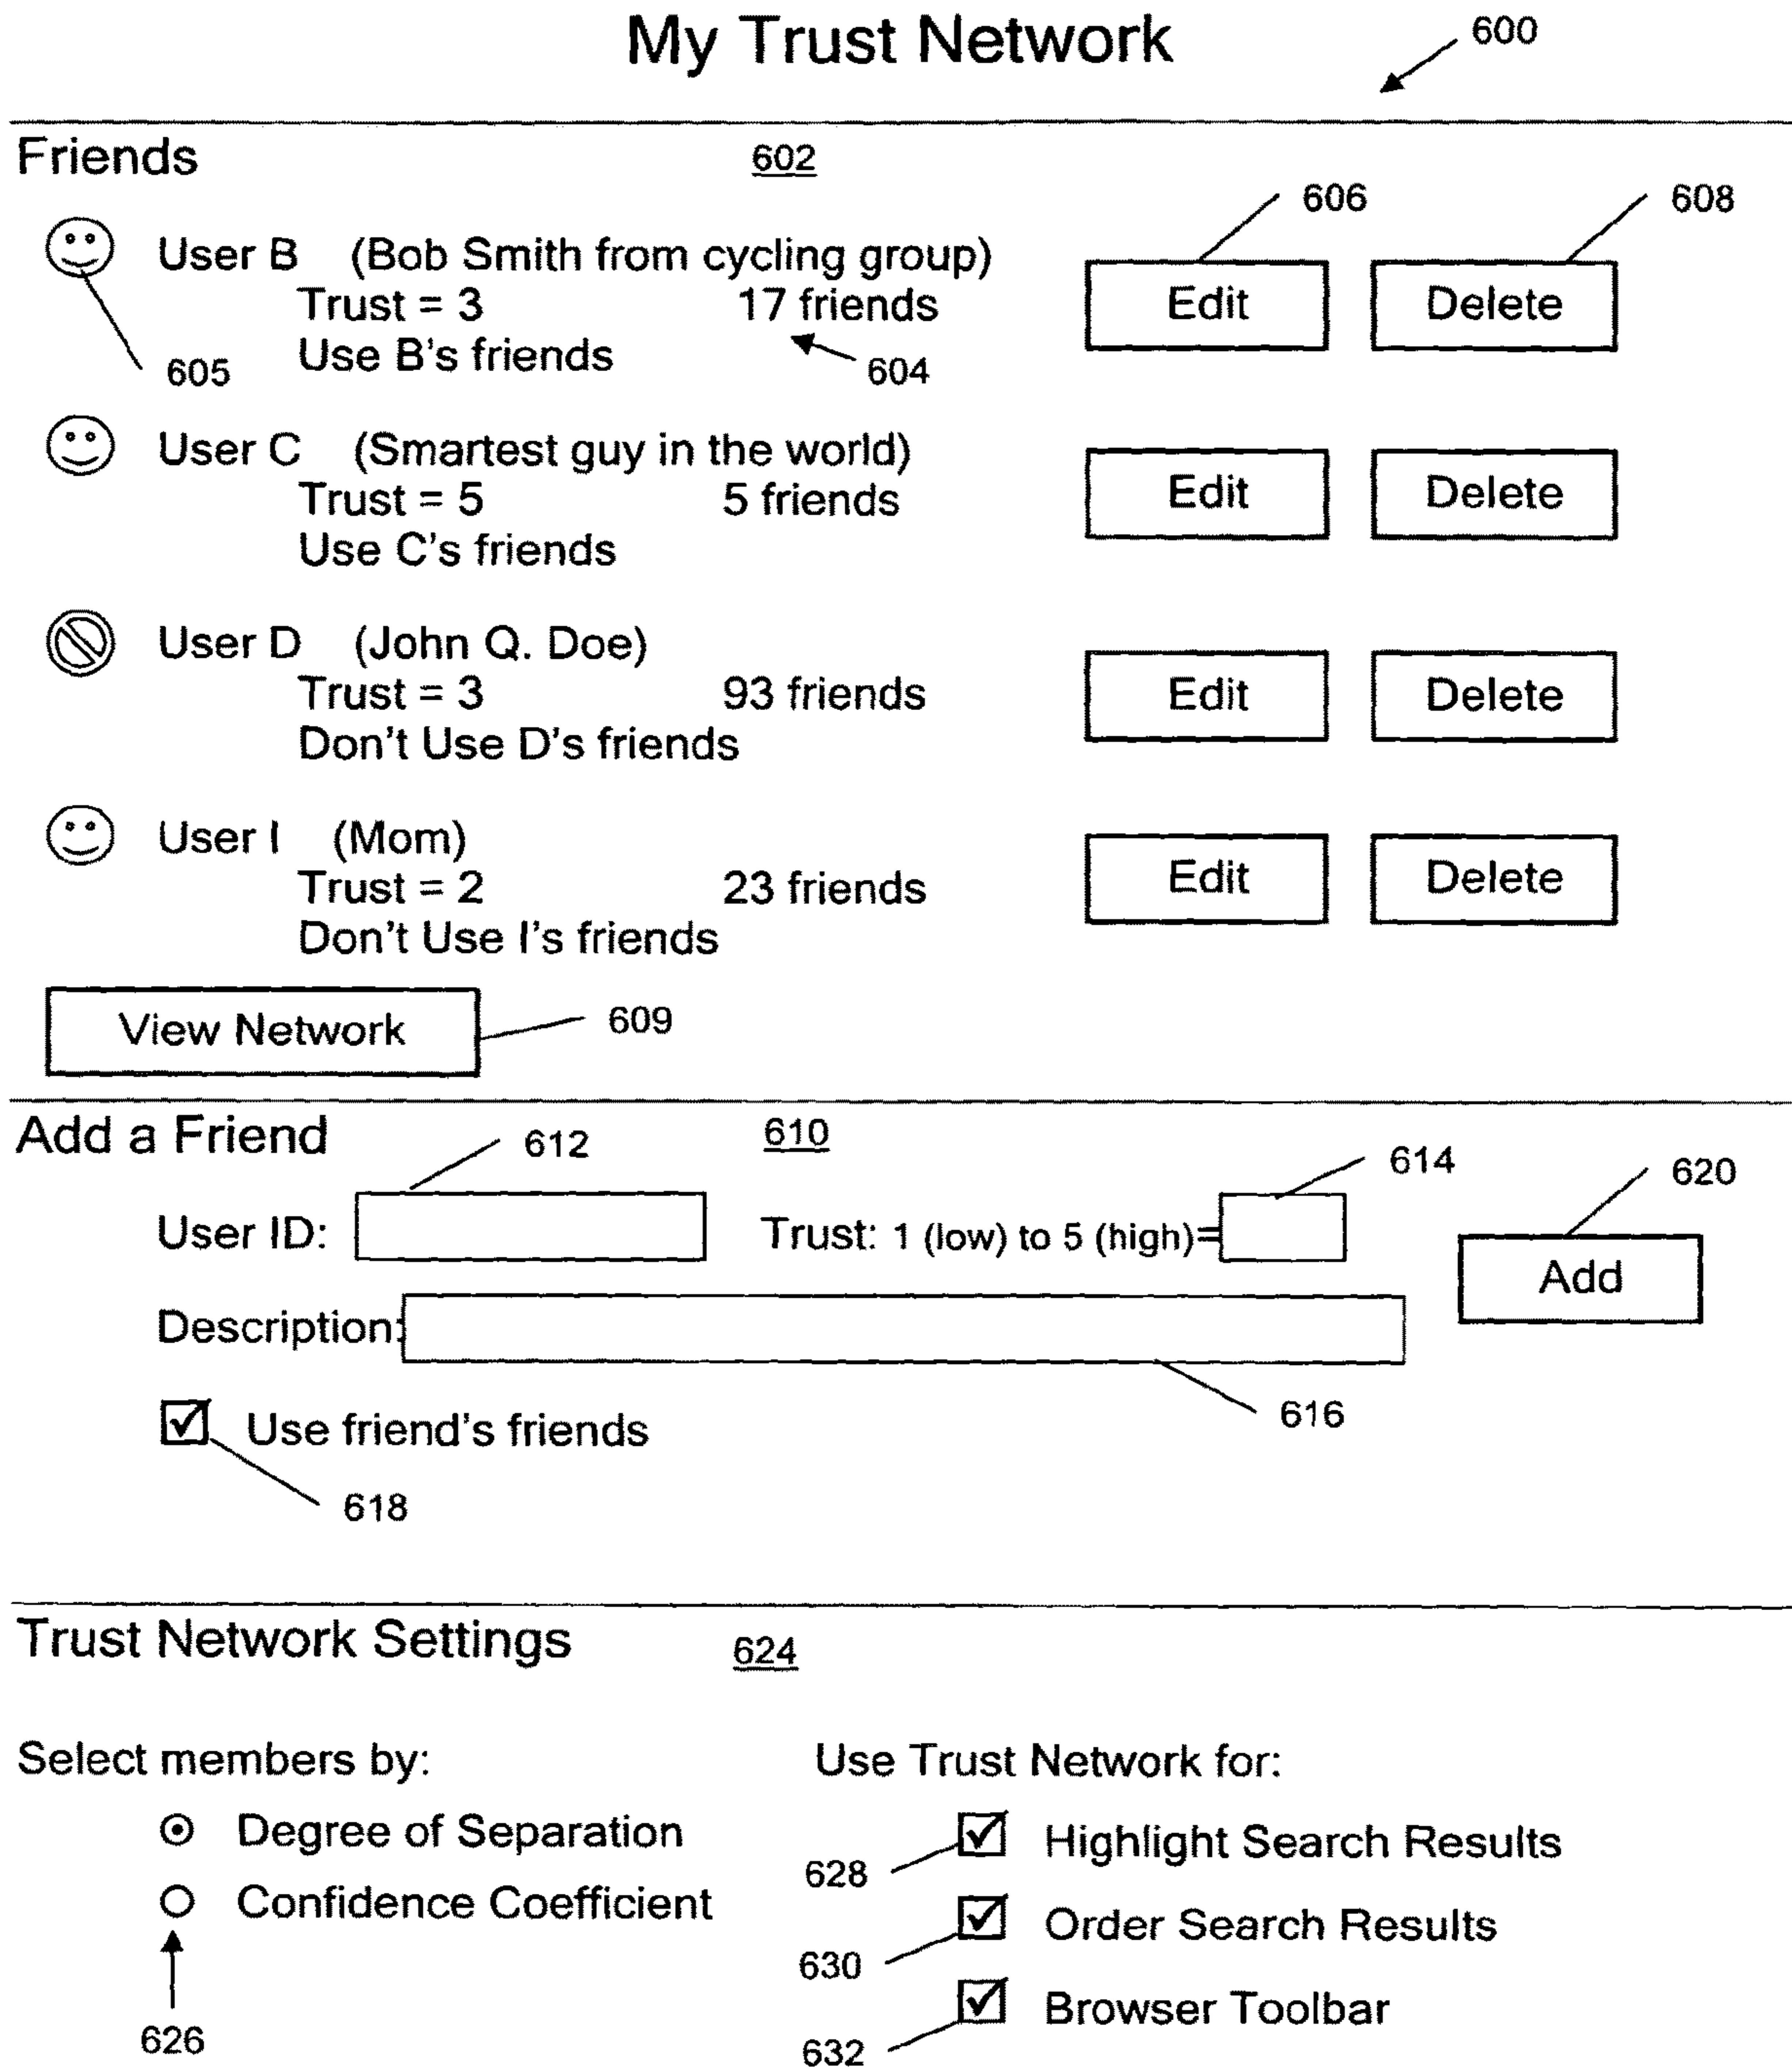 My Trust Network
600
Friends
602
606
608
User B (Bob Smith from cycling group)
Trust = 3 17 friends
Use B's friends
Edit
Delete
605
604
User C (Smartest guy in the world)
Trust = 5 5 friends
Use C's friends
Edit
Delete
User D (John Q. Doe)
Trust = 3 93 friends
Don't Use D's friends
Edit
Delete
User I (Mom)
Trust = 2 23 friends
Don't Use I's friends
Edit
Delete
View Network
609
Add a Friend
610
612
614
620
User ID:
Trust: 1 (low) to 5 (high)=
Add
Description:
616
Use friend's friends
618
Trust Network Settings
624
Select members by:
Degree of Separation
Confidence Coefficient
626
Use Trust Network for:
Highlight Search Results
628
Order Search Results
630
Browser Toolbar
632